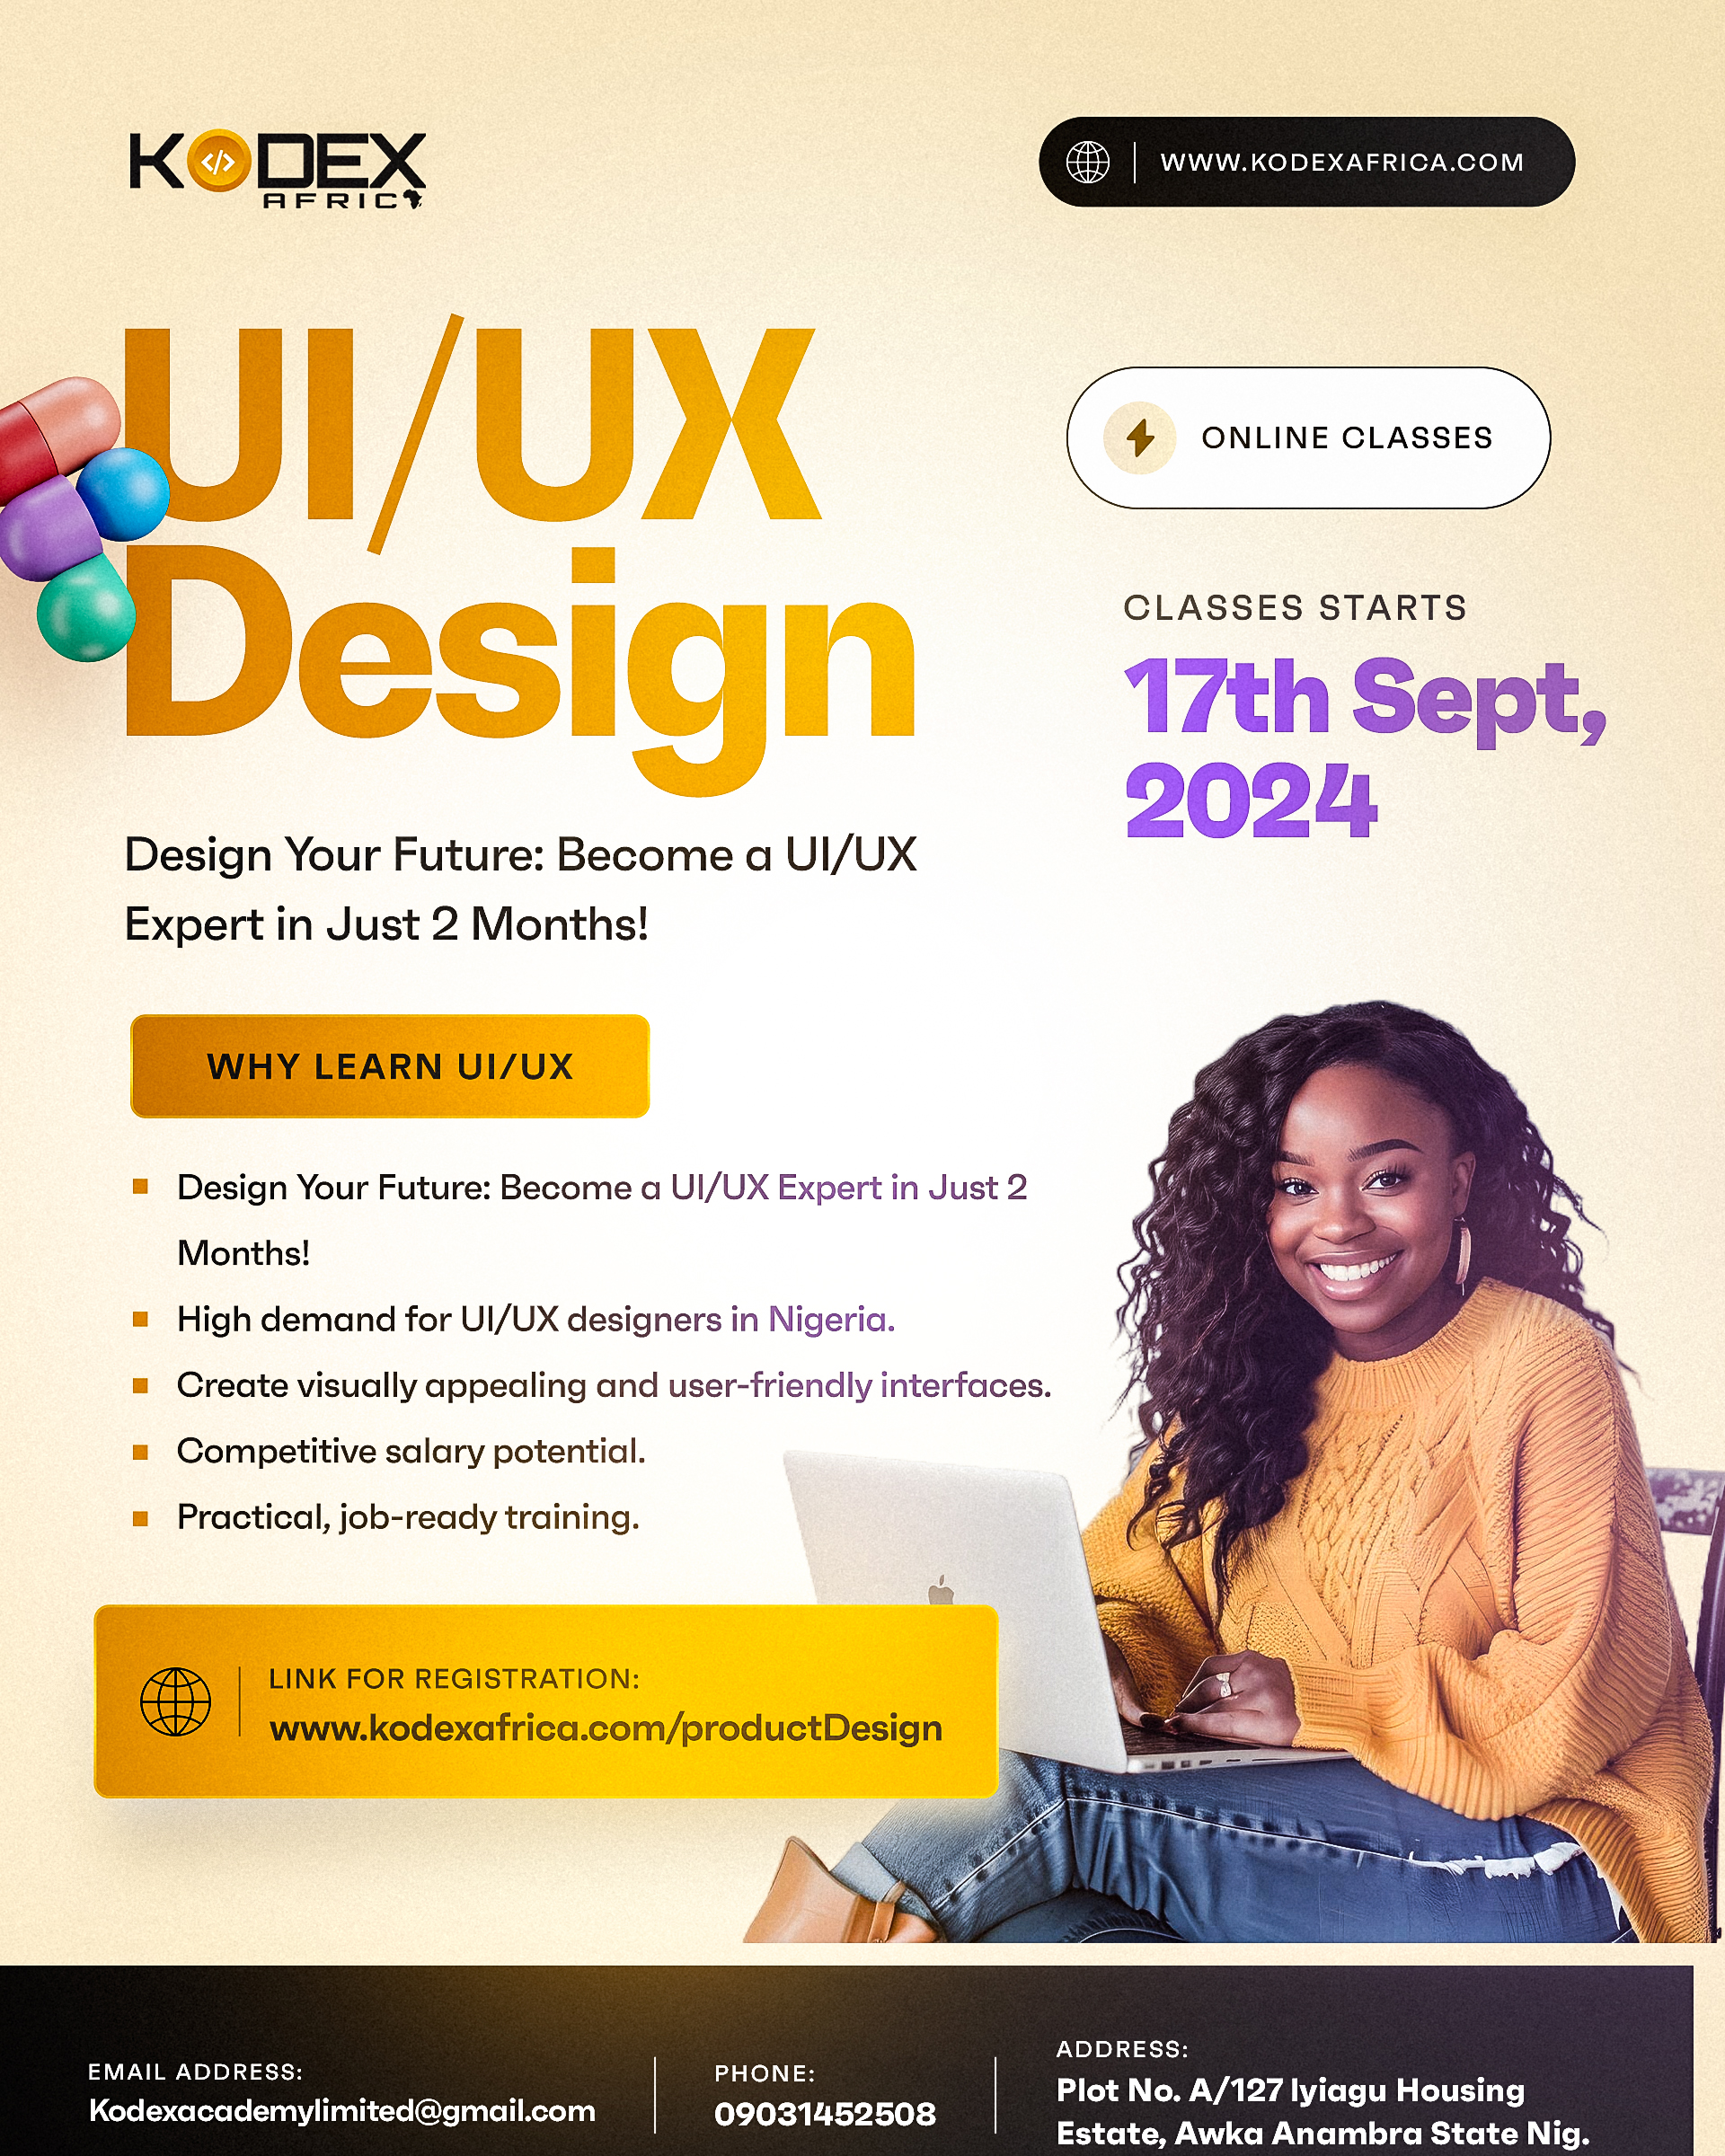 KODEX
AFRICA
WWW.KODEXAFRICA.COM
UI/UX
Design
ONLINE CLASSES
CLASSES STARTS
17th Sept,
2024
Design Your Future: Become a UI/UX
Expert in Just 2 Months!
WHY LEARN UI/UX
Design Your Future: Become a UI/UX Expert in Just 2
Months!
High demand for UI/UX designers in Nigeria.
Create visually appealing and user-friendly interfaces.
Competitive salary potential.
Practical, job-ready training.
LINK FOR REGISTRATION:
www.kodexafrica.com/productDesign
EMAIL ADDRESS:
Kodexacademylimited@gmail.com
PHONE:
09031452508
ADDRESS:
Plot No. A/127 Iyiagu Housing
Estate, Awka Anambra State Nig.